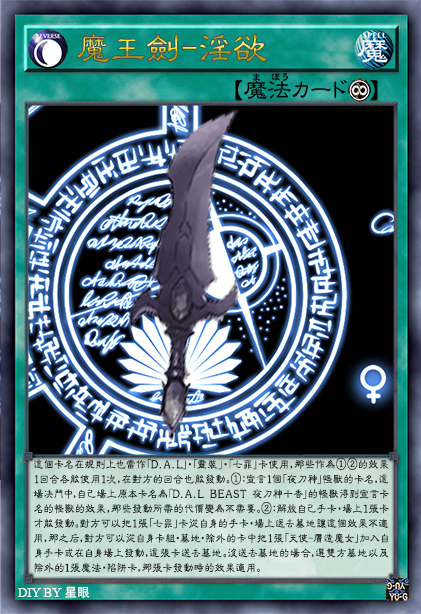 REVERSE
魔王劍-淫欲
SPELL
魔
まほう
【魔法カード∞】
這個卡名在規則上也當作「D.A.L」·「靈裝」·「七罪」卡使用，那些作為①②的效果
1回合各能使用1次，在對方的回合也能發動。①：宣言1個「夜刀神」怪獸的卡名，這
場決鬥中，自己場上原本卡名為「D.A.L BEAST 夜刀神十香」的怪獸得到宣言卡
名的怪獸的效果，那些發動所帶的代價變為不需要。②：解放自己手卡·場上1張卡
才能發動。對方可以把1張「七罪」卡從自身的手卡·場上送去墓地讓這個效果不適
用，那之後，對方可以從自身卡組·墓地·除外的卡中把1張「天使-贗造魔女」加入自
身手卡或在自身場上發動，這張卡送去墓地。沒送去墓地的場合，選雙方墓地以及
除外的1張魔法·陷阱卡，那張卡發動時的效果適用。
DIY BY 星眼
YU-G